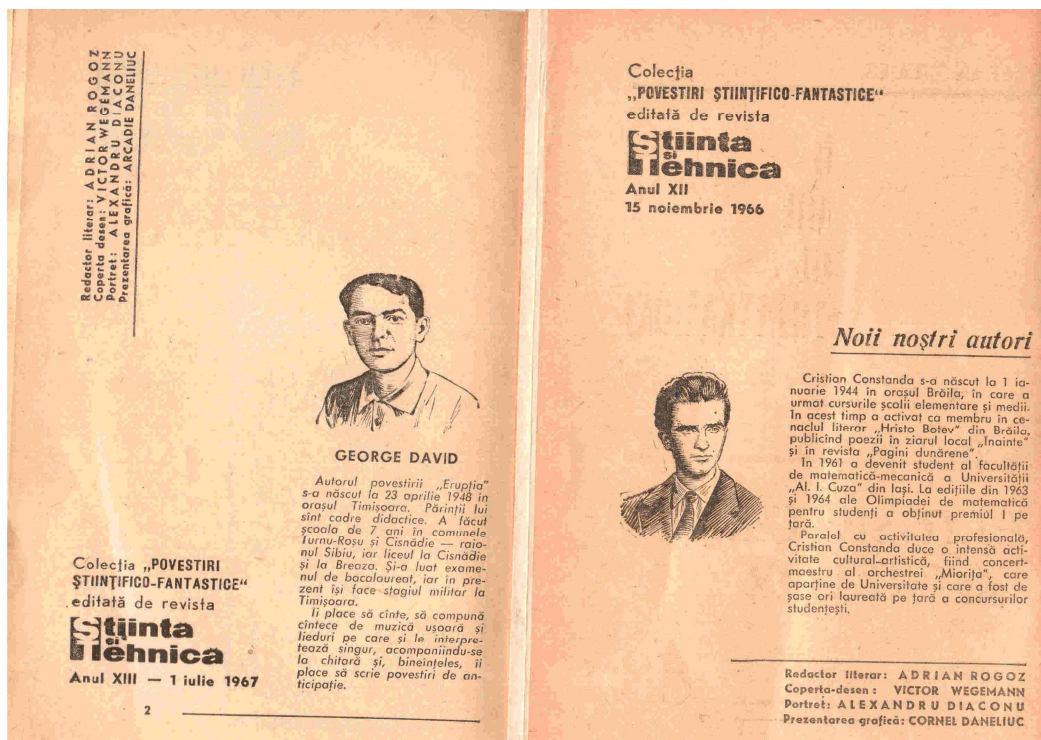 Redactor literar: ADRIAN ROGOZ
Coperta desen: VICTOR WEGEMANN
Portret: ALEXANDRU DIACONU
Prezentarea grafică: ARCADIE DANELIUC
GEORGE DAVID
Autorul povestirii „Erupția”
s-a născut la 23 aprilie 1948 în
orașul Timișoara. Părinții lui
sînt cadre didactice. A făcut
școala de 7 ani în comunele
Turnu-Roșu și Cisnădie — raio-
nul Sibiu, iar liceul la Cisnădie
și la Breaza. Și-a luat exame-
nul de bacalaureat, iar în pre-
zent își face stagiul militar la
Timișoara.
Îi place să cînte, să compună
cîntece de muzică ușoară și
lieduri pe care și le interpre-
tează singur, acompaniindu-se
la chitară și, bineînțeles, îi
place să scrie povestiri de an-
ticipație.
Colecția „POVESTIRI
ȘTIINȚIFICO-FANTASTICE“
editată de revista
Știința
și
Tehnica
Anul XIII — 1 iulie 1967
2
Colecția
„POVESTIRI ȘTIINȚIFICO-FANTASTICE“
editată de revista
Știința
și
Tehnica
Anul XII
15 noiembrie 1966
Noii noștri autori
Cristian Constanda s-a născut la 1 ia-
nuarie 1944 în orașul Brăila, în care a
urmat cursurile școlii elementare și medii.
In acest timp a activat ca membru în ce-
naclul literar „Hristo Botev” din Brăila,
publicînd poezii în ziarul local „Inainte”
și în revista „Pagini dunărene”.
In 1961 a devenit student al facultății
de matematică-mecanică a Universității
„Al. I. Cuza” din Iași. La edițiile din 1963
și 1964 ale Olimpiadei de matematică
pentru studenți a obținut premiul I pe
țară.
Paralel cu activitatea profesională,
Cristian Constanda duce o intensă acti-
vitate cultural-artistică, fiind concert-
maestru al orchestrei „Miorița”, care
aparține de Universitate și care a fost de
șase ori laureată pe țară a concursurilor
studențești.
Redactor literar: ADRIAN ROGOZ
Coperta-desen: VICTOR WEGEMANN
Portret: ALEXANDRU DIACONU
Prezentarea grafică: CORNEL DANELIUC